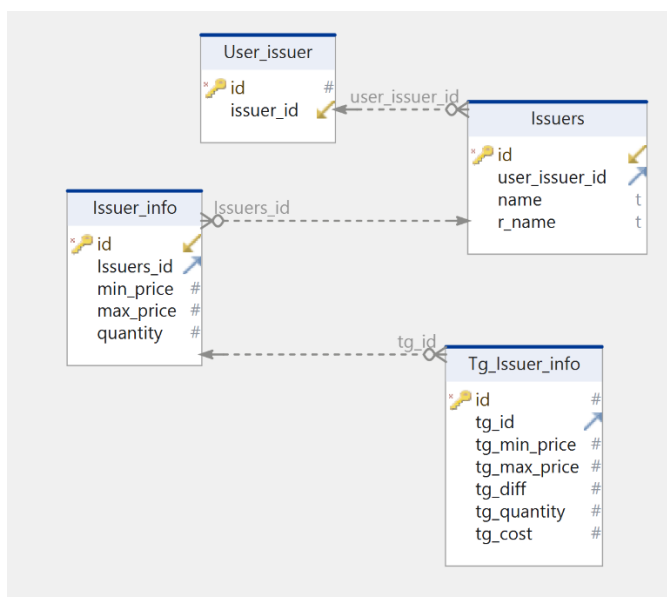 User_issuer
id #
issuer_id
user_issuer_id
Issuers
id
user_issuer_id
name t
r_name t
Issuer_info
id
Issuers_id
min_price #
max_price #
quantity #
Issuers_id
tg_id
Tg_Issuer_info
id #
tg_id
tg_min_price #
tg_max_price #
tg_diff #
tg_quantity #
tg_cost #